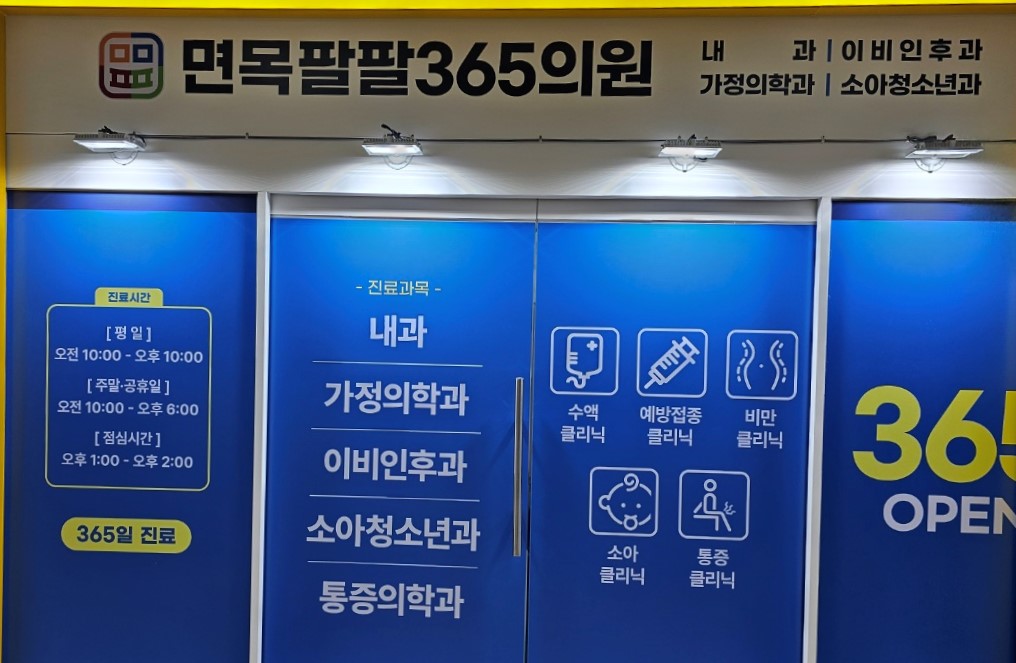 면목팔팔365의원
내 과 | 이비인후과
가정의학과 | 소아청소년과
진료시간
[ 평 일 ]
오전 10:00 - 오후 10:00
[ 주말·공휴일 ]
오전 10:00 - 오후 6:00
[ 점심시간 ]
오후 1:00 - 오후 2:00
365일 진료
- 진료과목 -
내과
가정의학과
이비인후과
소아청소년과
통증의학과
수액
클리닉
예방접종
클리닉
비만
클리닉
소아
클리닉
통증
클리닉
365
OPEN